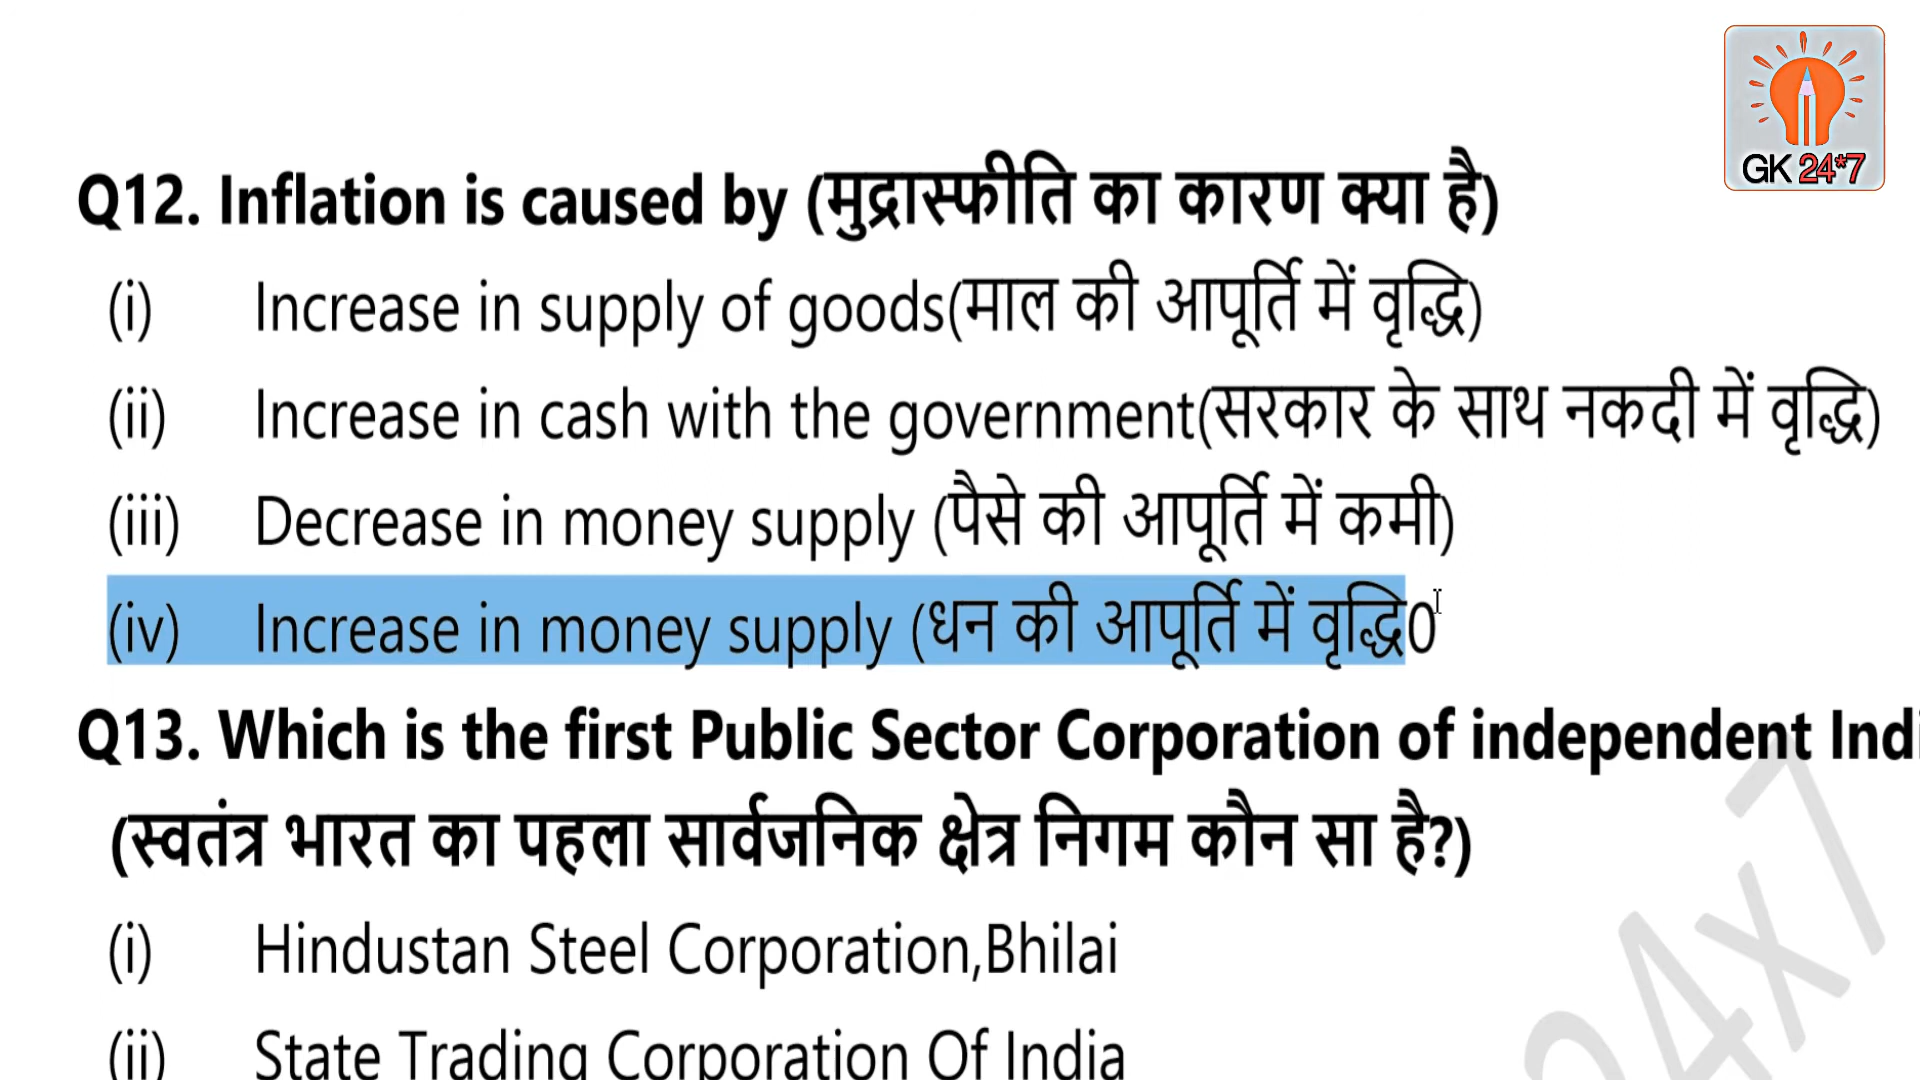 GK 24*7
Q12. Inflation is caused by (मुद्रास्फीति का कारण क्या है)
(i) Increase in supply of goods(माल की आपूर्ति में वृद्धि)
(ii) Increase in cash with the government(सरकार के साथ नकदी में वृद्धि)
(iii) Decrease in money supply (पैसे की आपूर्ति में कमी)
(iv) Increase in money supply (धन की आपूर्ति में वृद्धि0
Q13. Which is the first Public Sector Corporation of independent Indi
(स्वतंत्र भारत का पहला सार्वजनिक क्षेत्र निगम कौन सा है?)
(i) Hindustan Steel Corporation,Bhilai
(ii) State Trading Corporation Of India
24x7